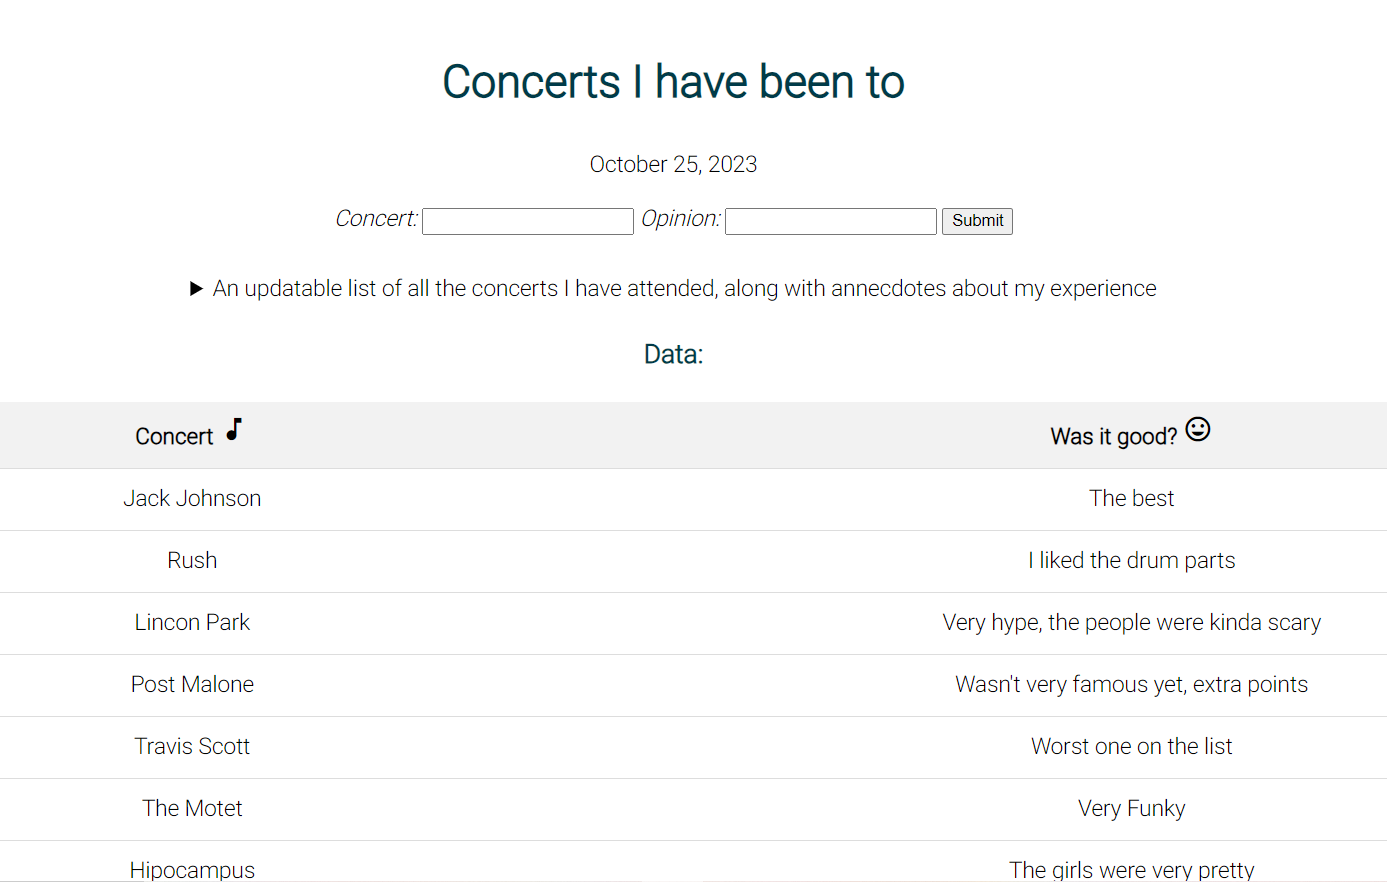 Concerts I have been to
October 25, 2023
Concert: Opinion: Submit
An updatable list of all the concerts I have attended, along with annecdotes about my experience
Data:
Concert Was it good?
Jack Johnson The best
Rush I liked the drum parts
Lincon Park Very hype, the people were kinda scary
Post Malone Wasn't very famous yet, extra points
Travis Scott Worst one on the list
The Motet Very Funky
Hipocampus The girls were very pretty